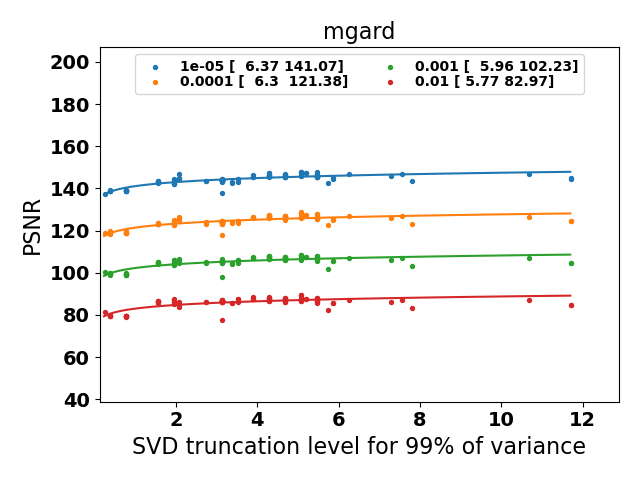 mgard
200
180
160
140
120
100
80
60
40
PSNR
1e-05 [  6.37 141.07]
0.0001 [  6.3  121.38]
0.001 [  5.96 102.23]
0.01 [ 5.77 82.97]
2 4 6 8 10 12
SVD truncation level for 99% of variance